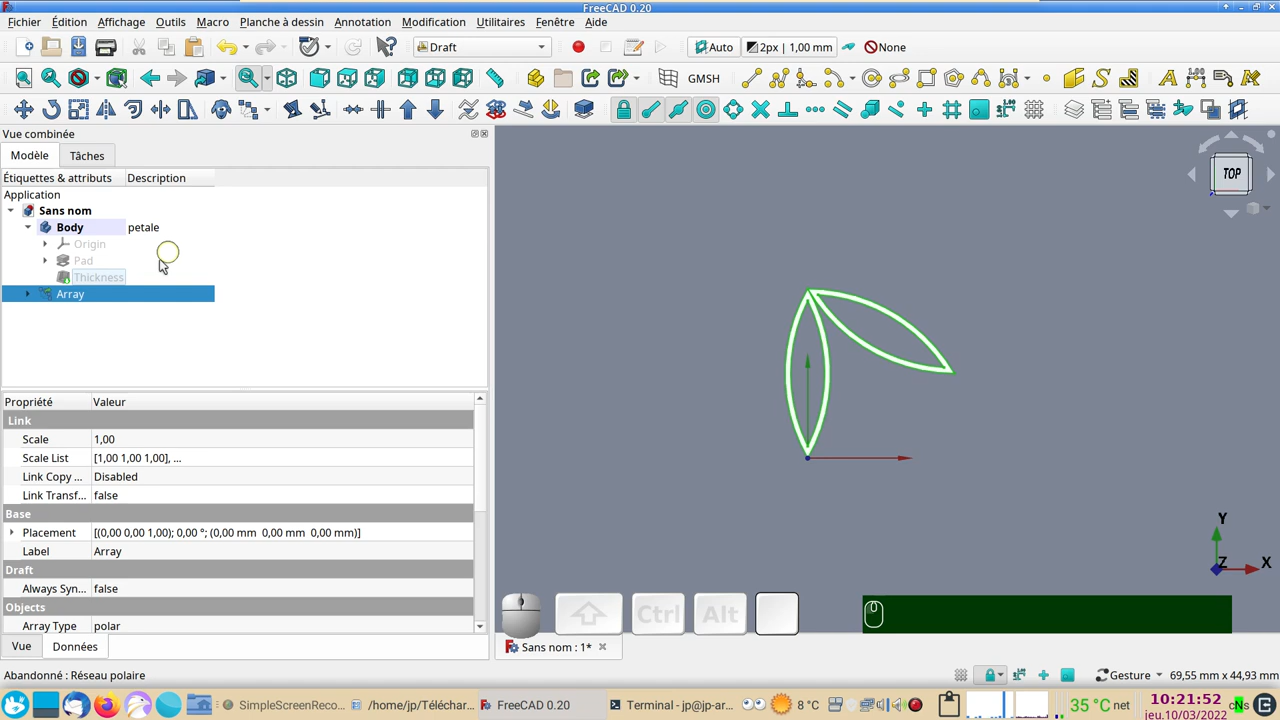 FreeCAD 0.20
Fichier Édition Affichage Outils Macro Planche à dessin Annotation Modification Utilitaires Fenêtre Aide
Draft Auto 2px | 1,00 mm None
GMSH
Vue combinée
Modèle Tâches
Étiquettes & attributs Description
Application
Sans nom
Body petale
Origin
Pad
Thickness
Array
TOP
Propriété Valeur
Link
Scale 1,00
Scale List [1,00 1,00 1,00], ...
Link Copy ... Disabled
Link Transf... false
Base
Placement [(0,00 0,00 1,00); 0,00 °; (0,00 mm 0,00 mm 0,00 mm)]
Label Array
Draft
Always Syn... false
Objects
Array Type polar
Y
Z X
Ctrl Alt
Vue Données
Sans nom : 1*
Abandonné : Réseau polaire
Gesture 69,55 mm x 44,93 mm
SimpleScreenReco... /home/jp/Téléchar... FreeCAD 0.20 Terminal - jp@jp-ar... 8 °C 35 °C net 10:21:52
jeu.10/03/2022